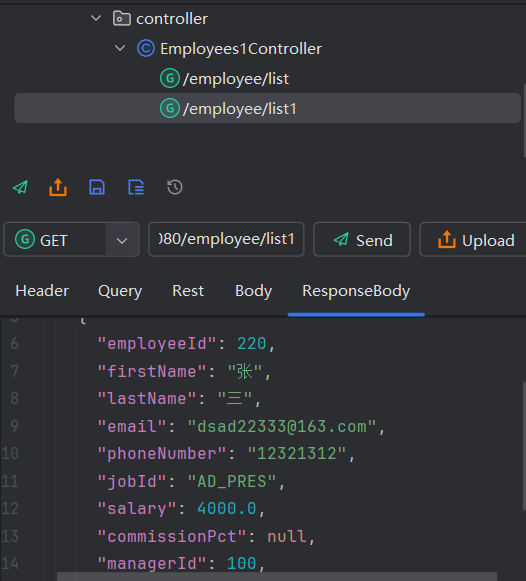 controller
C Employees1Controller
G /employee/list
G /employee/list1
G GET
080/employee/list1
Send
Upload
Header Query Rest Body ResponseBody
{
6 "employeeId": 220,
7 "firstName": "张",
8 "lastName": "三",
9 "email": "dsad22333@163.com",
10 "phoneNumber": "12321312",
11 "jobId": "AD_PRES",
12 "salary": 4000.0,
13 "commissionPct": null,
14 "managerId": 100,